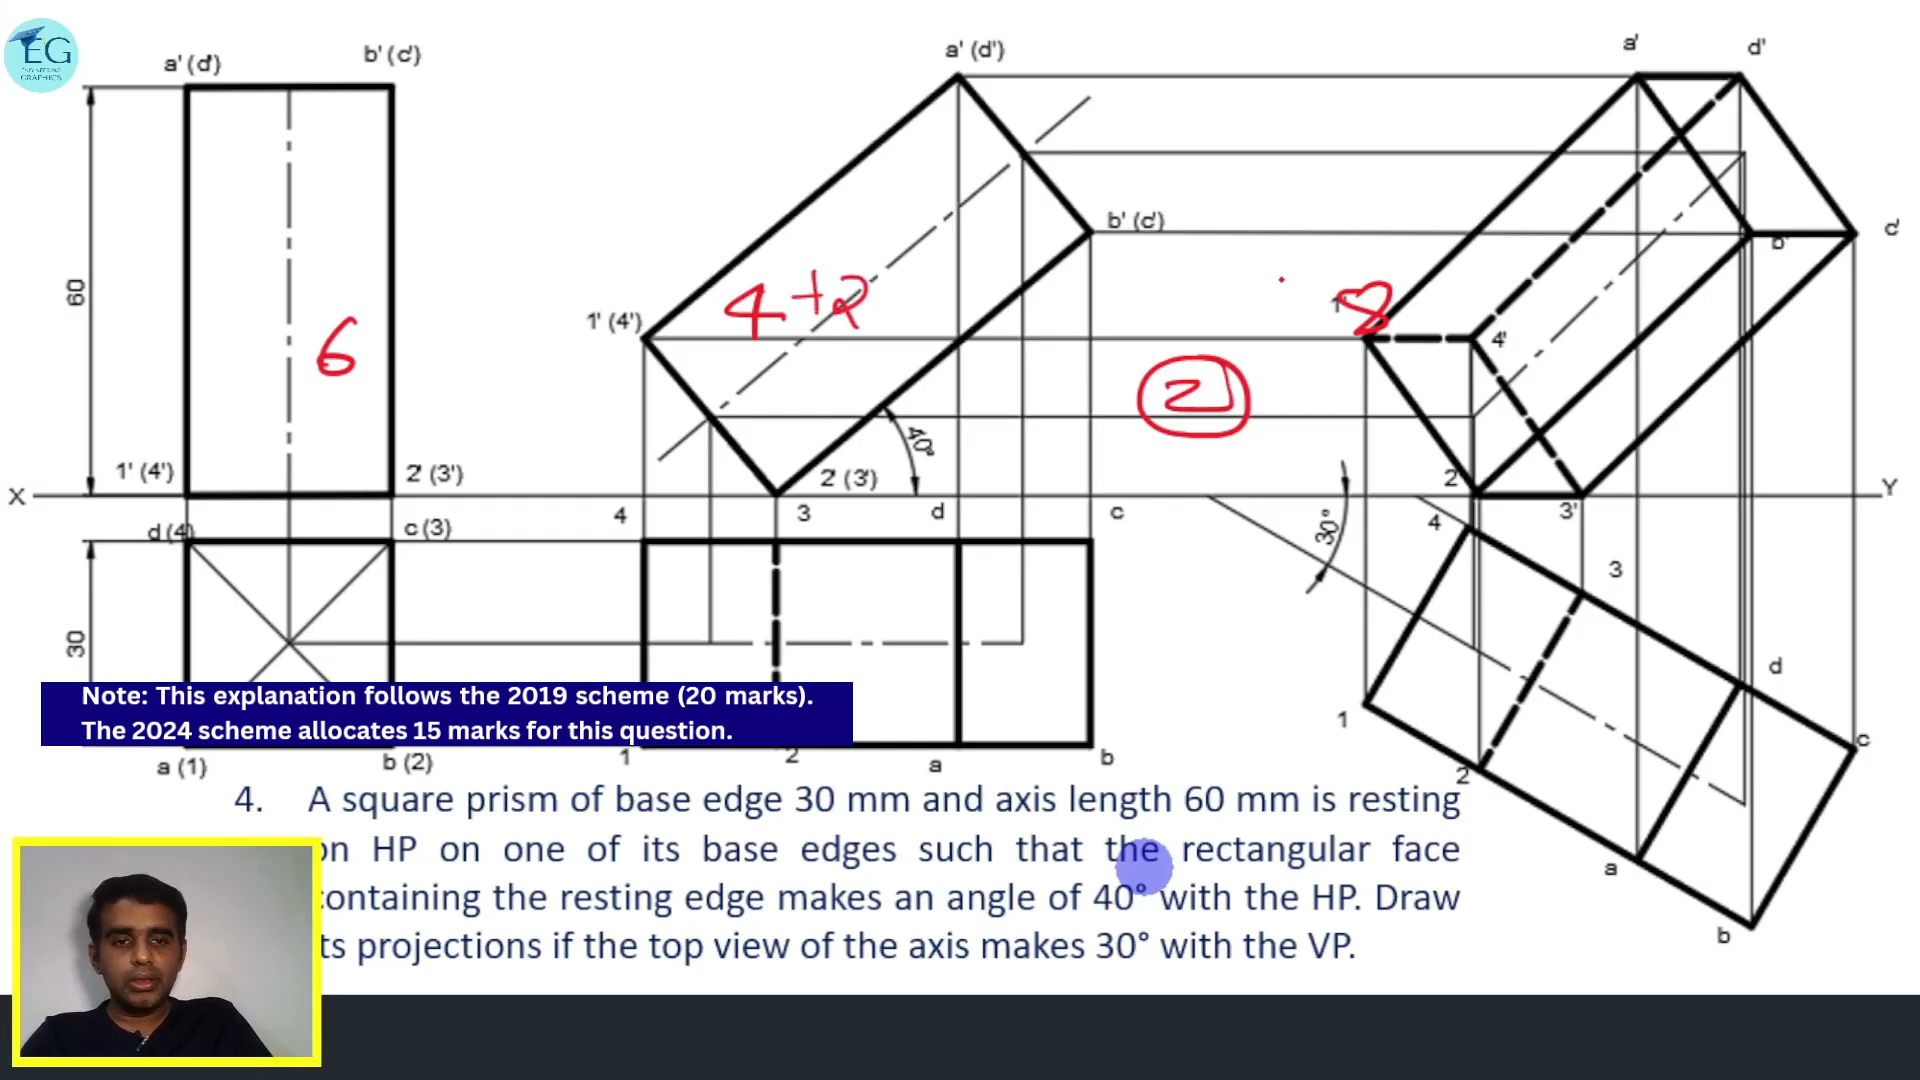 EG
ENGINEERING
GRAPHICS
a' (d') b' (c')
60
6
1' (4') 2' (3')
X
d (4) c (3)
30
a (1) b (2)
a' (d')
b' (c')
1' (4')
4+2
40°
2' (3')
4 3 d c
1 2 a b
2
a' d'
b' c'
1' 4'
8
2' 3'
Y
30°
4 3
d
1 c
2
a
b
Note: This explanation follows the 2019 scheme (20 marks).
The 2024 scheme allocates 15 marks for this question.
4. A square prism of base edge 30 mm and axis length 60 mm is resting
on HP on one of its base edges such that the rectangular face
containing the resting edge makes an angle of 40° with the HP. Draw
its projections if the top view of the axis makes 30° with the VP.